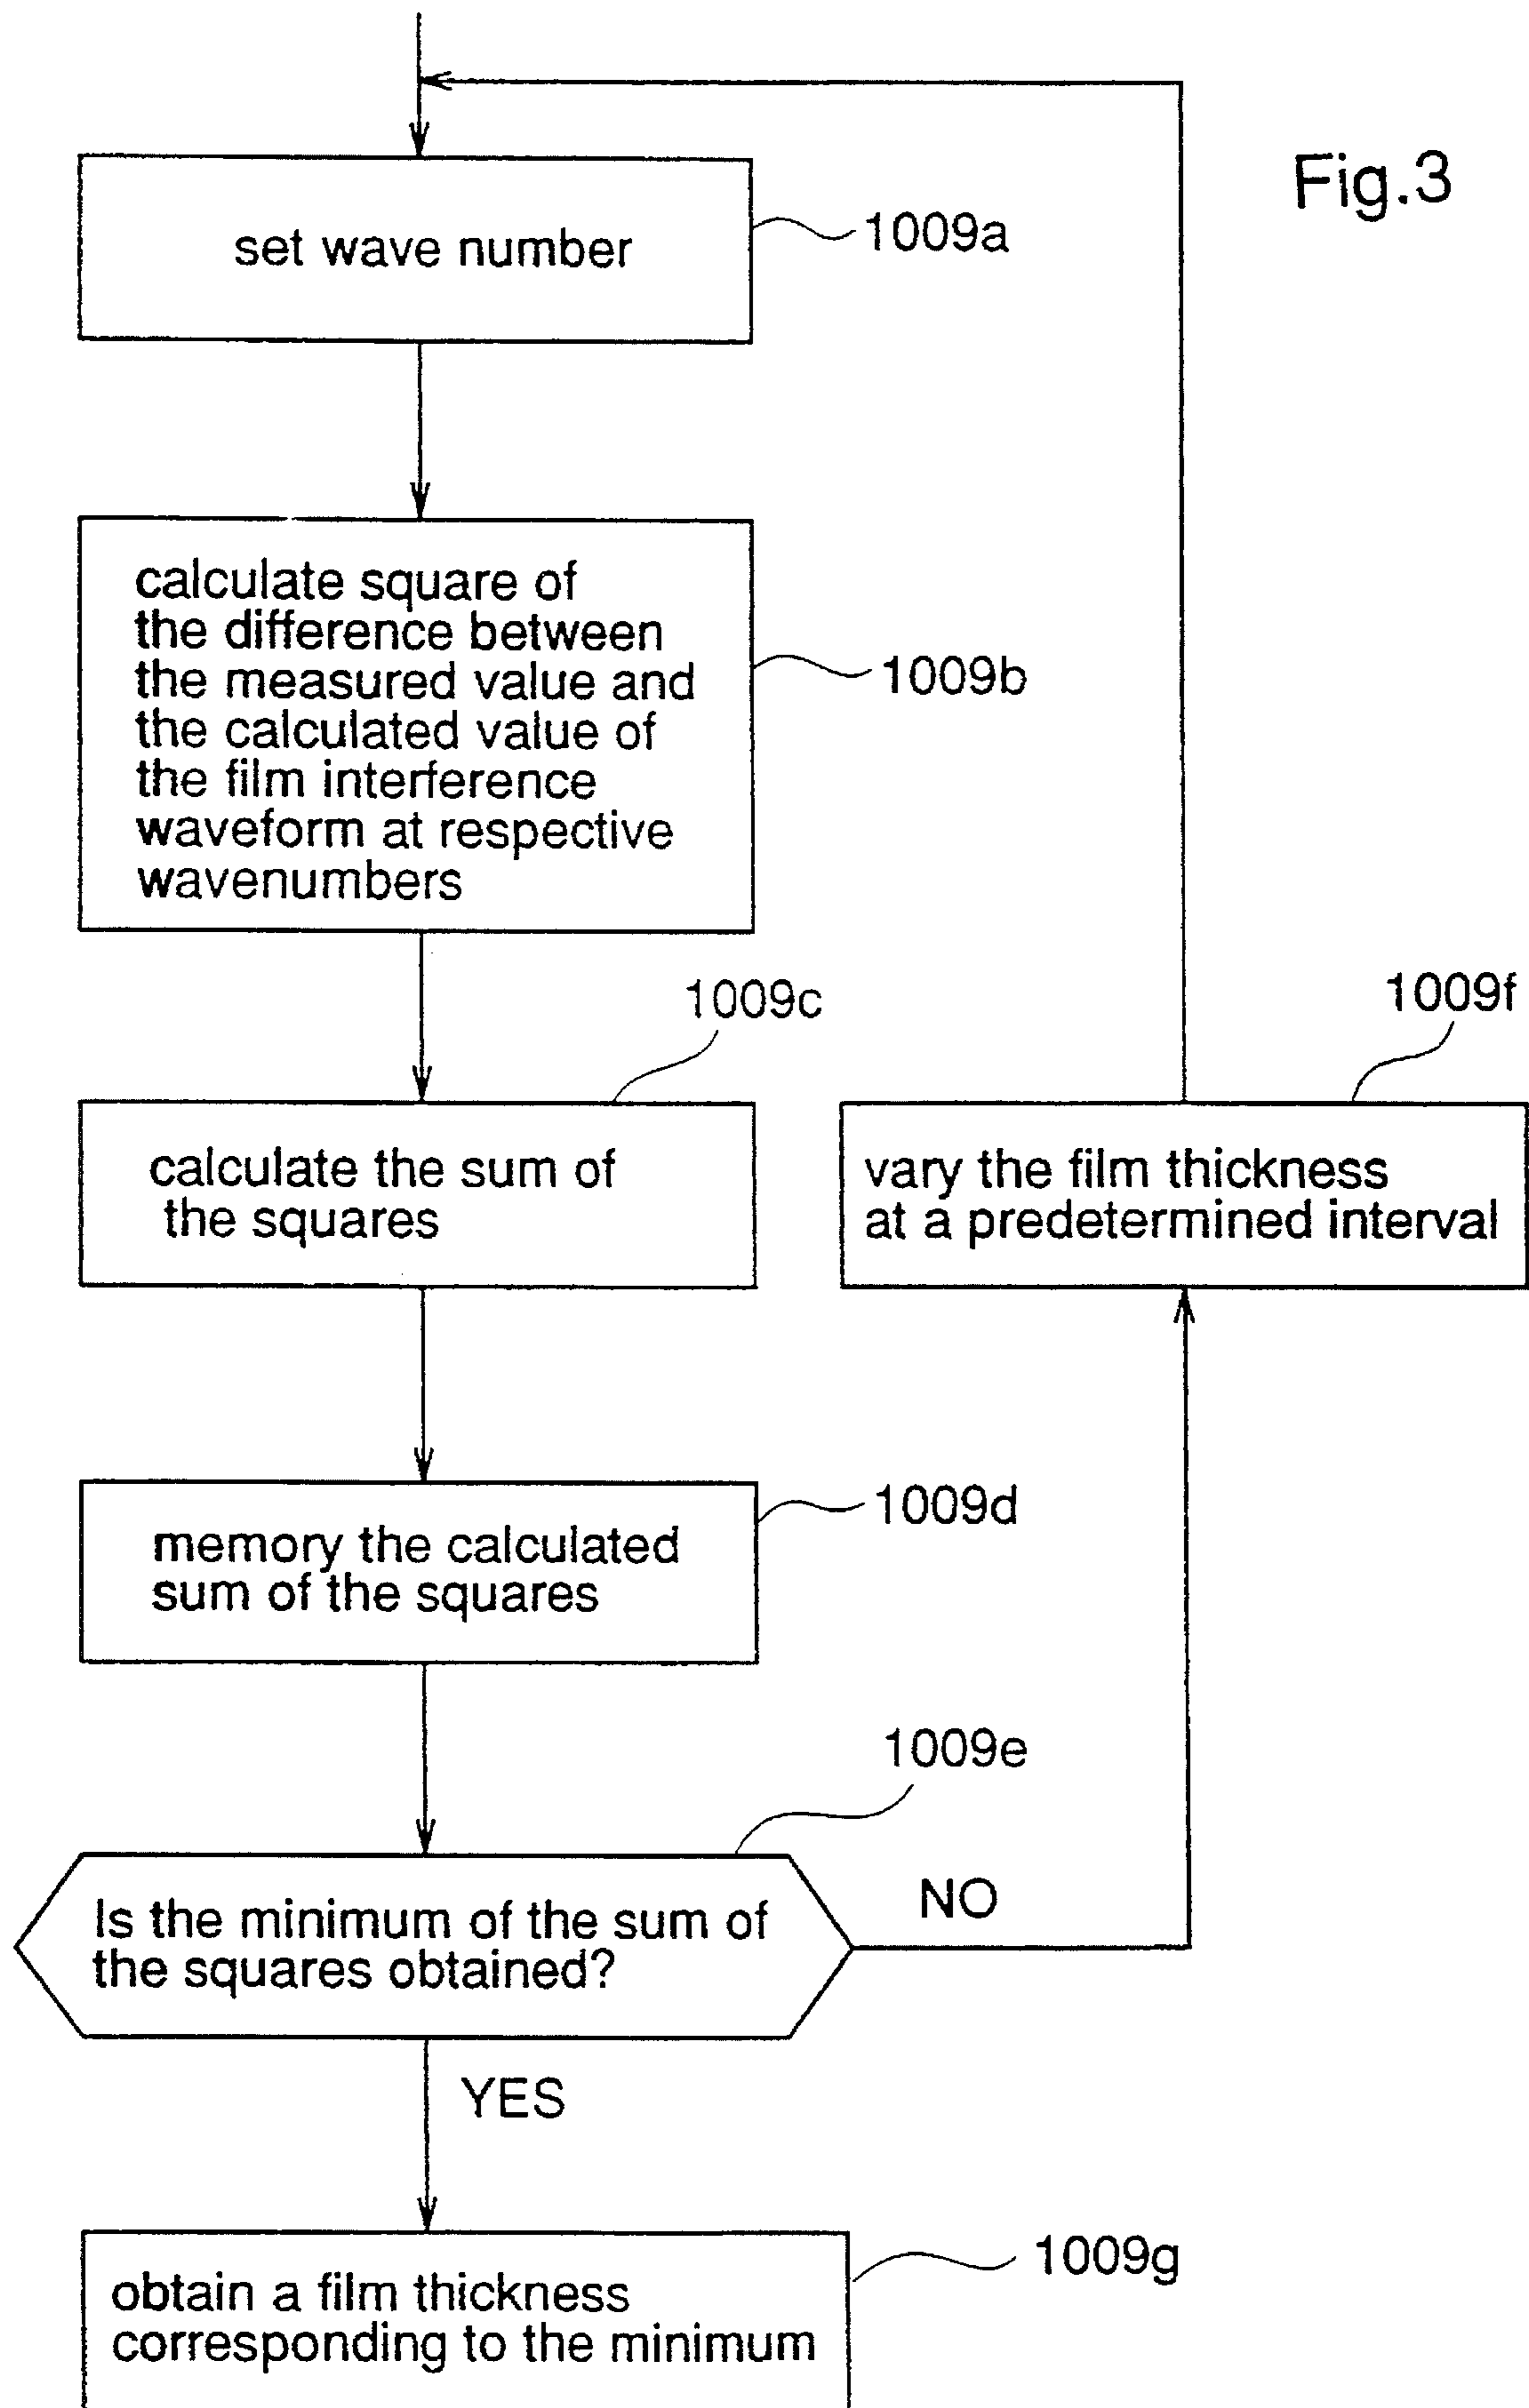 Fig.3
set wave number
1009a
calculate square of
the difference between
the measured value and
the calculated value of
the film interference
waveform at respective
wavenumbers
1009b
1009c
calculate the sum of
the squares
1009f
vary the film thickness
at a predetermined interval
1009d
memory the calculated
sum of the squares
1009e
Is the minimum of the sum of
the squares obtained?
NO
YES
1009g
obtain a film thickness
corresponding to the minimum